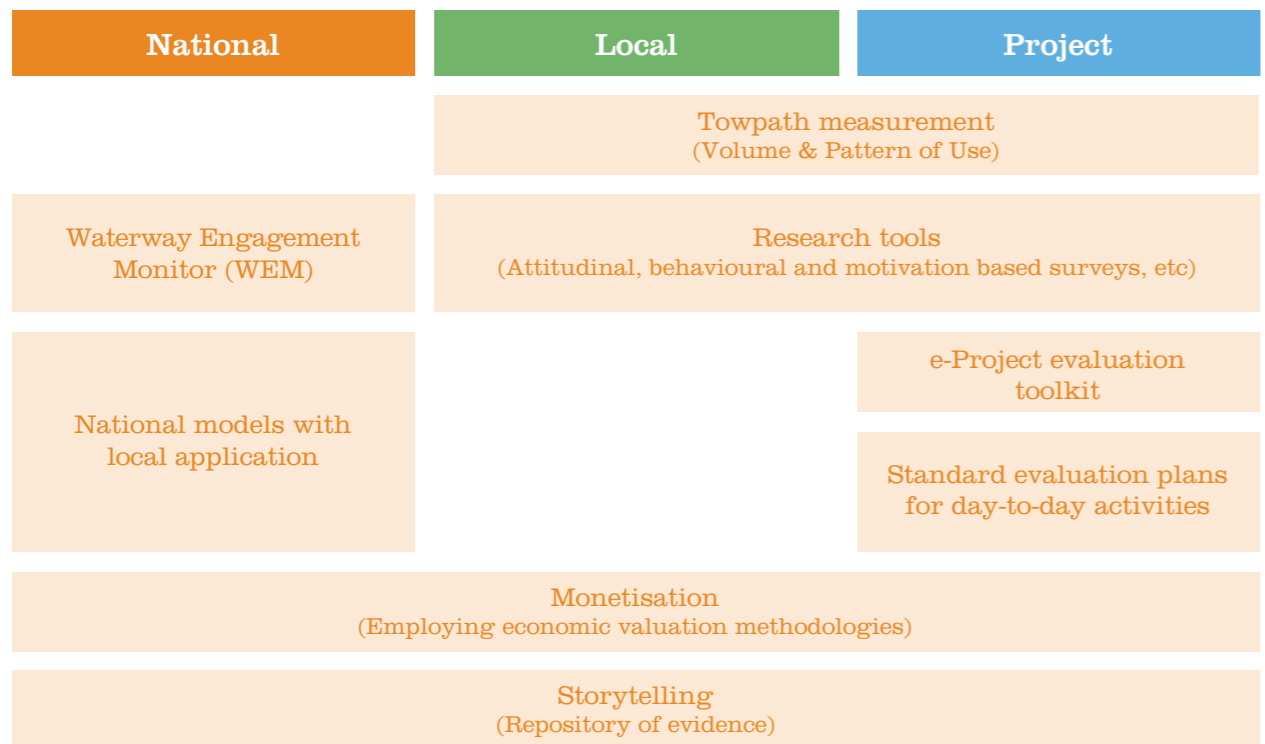 National
Local
Project
Towpath measurement
(Volume & Pattern of Use)
Waterway Engagement
Monitor (WEM)
Research tools
(Attitudinal, behavioural and motivation based surveys, etc)
National models with
local application
e-Project evaluation
toolkit
Standard evaluation plans
for day-to-day activities
Monetisation
(Employing economic valuation methodologies)
Storytelling
(Repository of evidence)